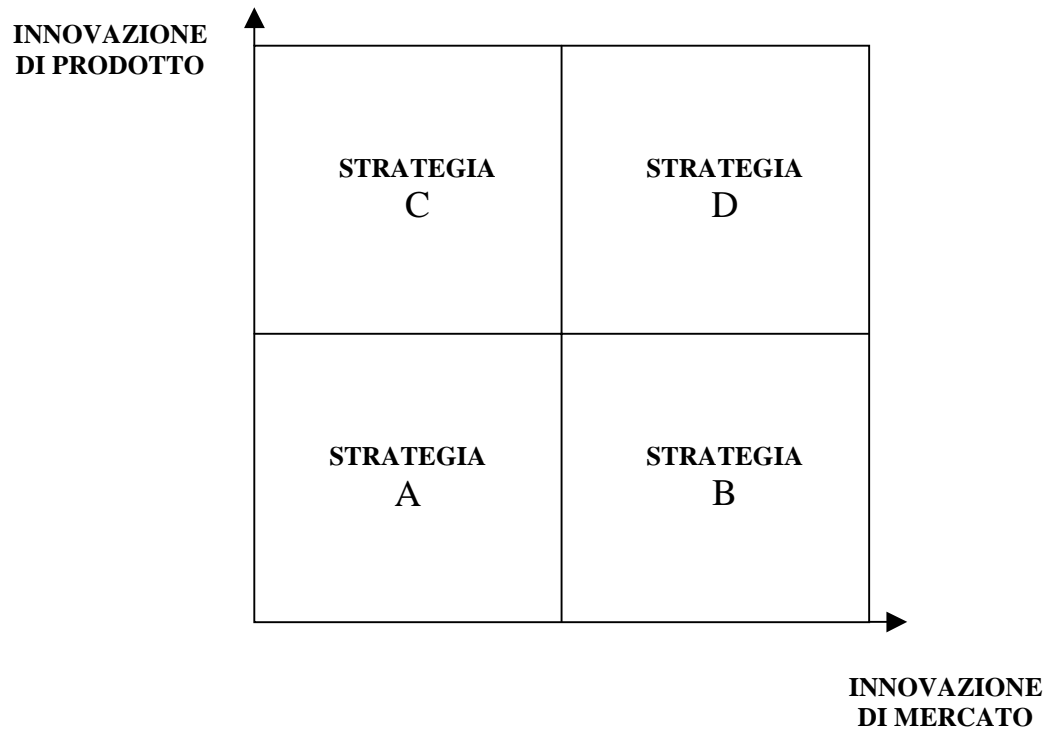 INNOVAZIONE
DI PRODOTTO
STRATEGIA
C
STRATEGIA
D
STRATEGIA
A
STRATEGIA
B
INNOVAZIONE
DI MERCATO